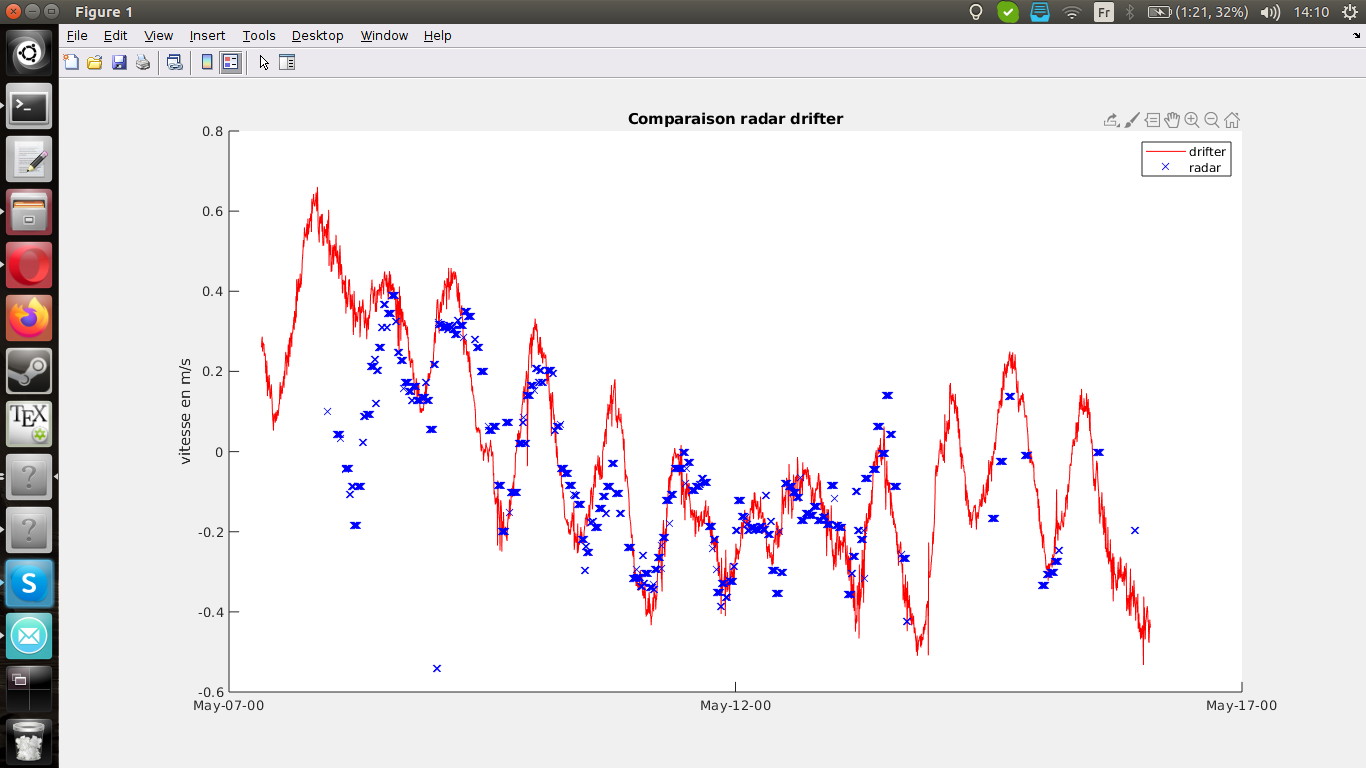 Figure 1
Fr
(1:21, 32%)
14:10
File Edit View Insert Tools Desktop Window Help
Comparaison radar drifter
drifter
radar
vitesse en m/s
0.8
0.6
0.4
0.2
0
-0.2
-0.4
-0.6
May-07-00
May-12-00
May-17-00
TEX